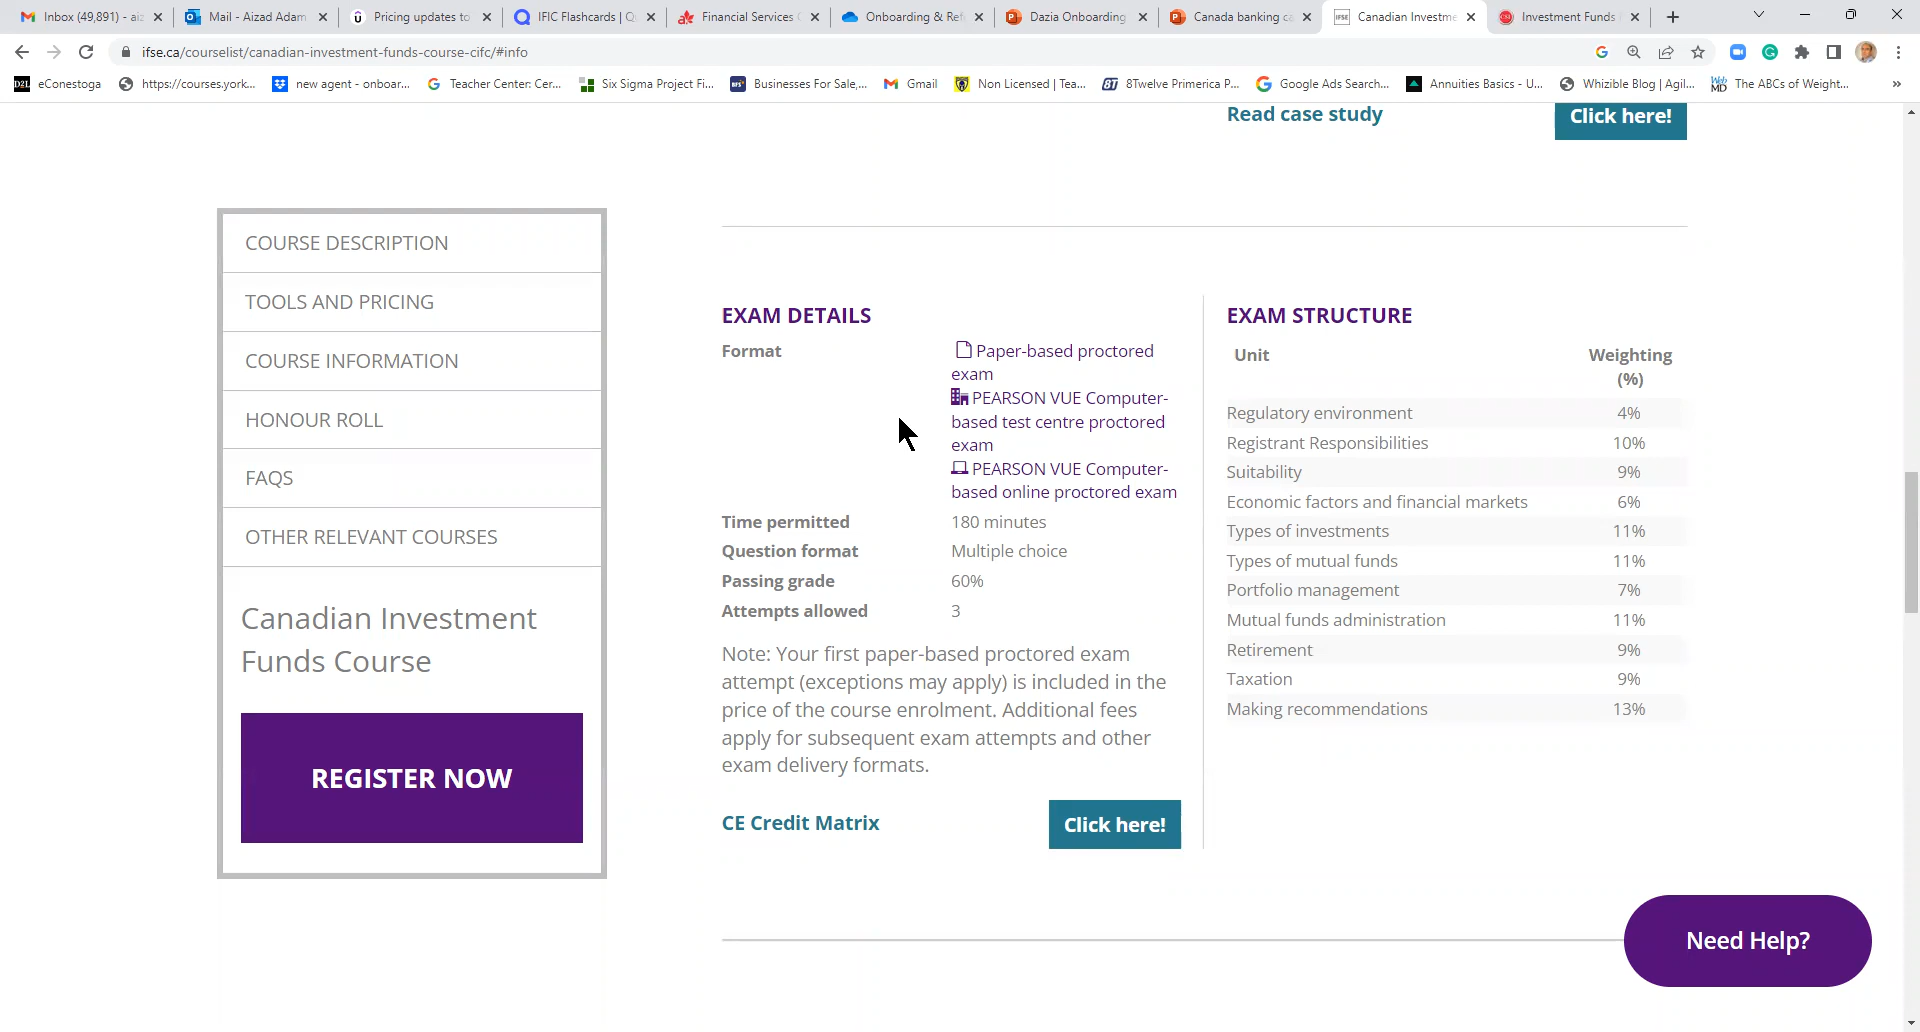 Inbox (49,891) - aiz
Mail - Aizad Adam
Pricing updates to
IFIC Flashcards | Q
Financial Services C
Onboarding & Ref
Dazia Onboarding
Canada banking ca
Canadian Investme
Investment Funds
ifse.ca/courselist/canadian-investment-funds-course-cifc/#info
eConestoga
https://courses.york...
new agent - onboar...
Teacher Center: Cer...
Six Sigma Project Fi...
Businesses For Sale,...
Gmail
Non Licensed | Tea...
8Twelve Primerica P...
Google Ads Search...
Annuities Basics - U...
Whizible Blog | Agil...
The ABCs of Weight...
Read case study
Click here!
COURSE DESCRIPTION
TOOLS AND PRICING
COURSE INFORMATION
HONOUR ROLL
FAQS
OTHER RELEVANT COURSES
Canadian Investment
Funds Course
REGISTER NOW
EXAM DETAILS
Format
Paper-based proctored
exam
PEARSON VUE Computer-
based test centre proctored
exam
PEARSON VUE Computer-
based online proctored exam
Time permitted 180 minutes
Question format Multiple choice
Passing grade 60%
Attempts allowed 3
Note: Your first paper-based proctored exam
attempt (exceptions may apply) is included in the
price of the course enrolment. Additional fees
apply for subsequent exam attempts and other
exam delivery formats.
CE Credit Matrix
Click here!
EXAM STRUCTURE
Unit Weighting
(%)
Regulatory environment 4%
Registrant Responsibilities 10%
Suitability 9%
Economic factors and financial markets 6%
Types of investments 11%
Types of mutual funds 11%
Portfolio management 7%
Mutual funds administration 11%
Retirement 9%
Taxation 9%
Making recommendations 13%
Need Help?